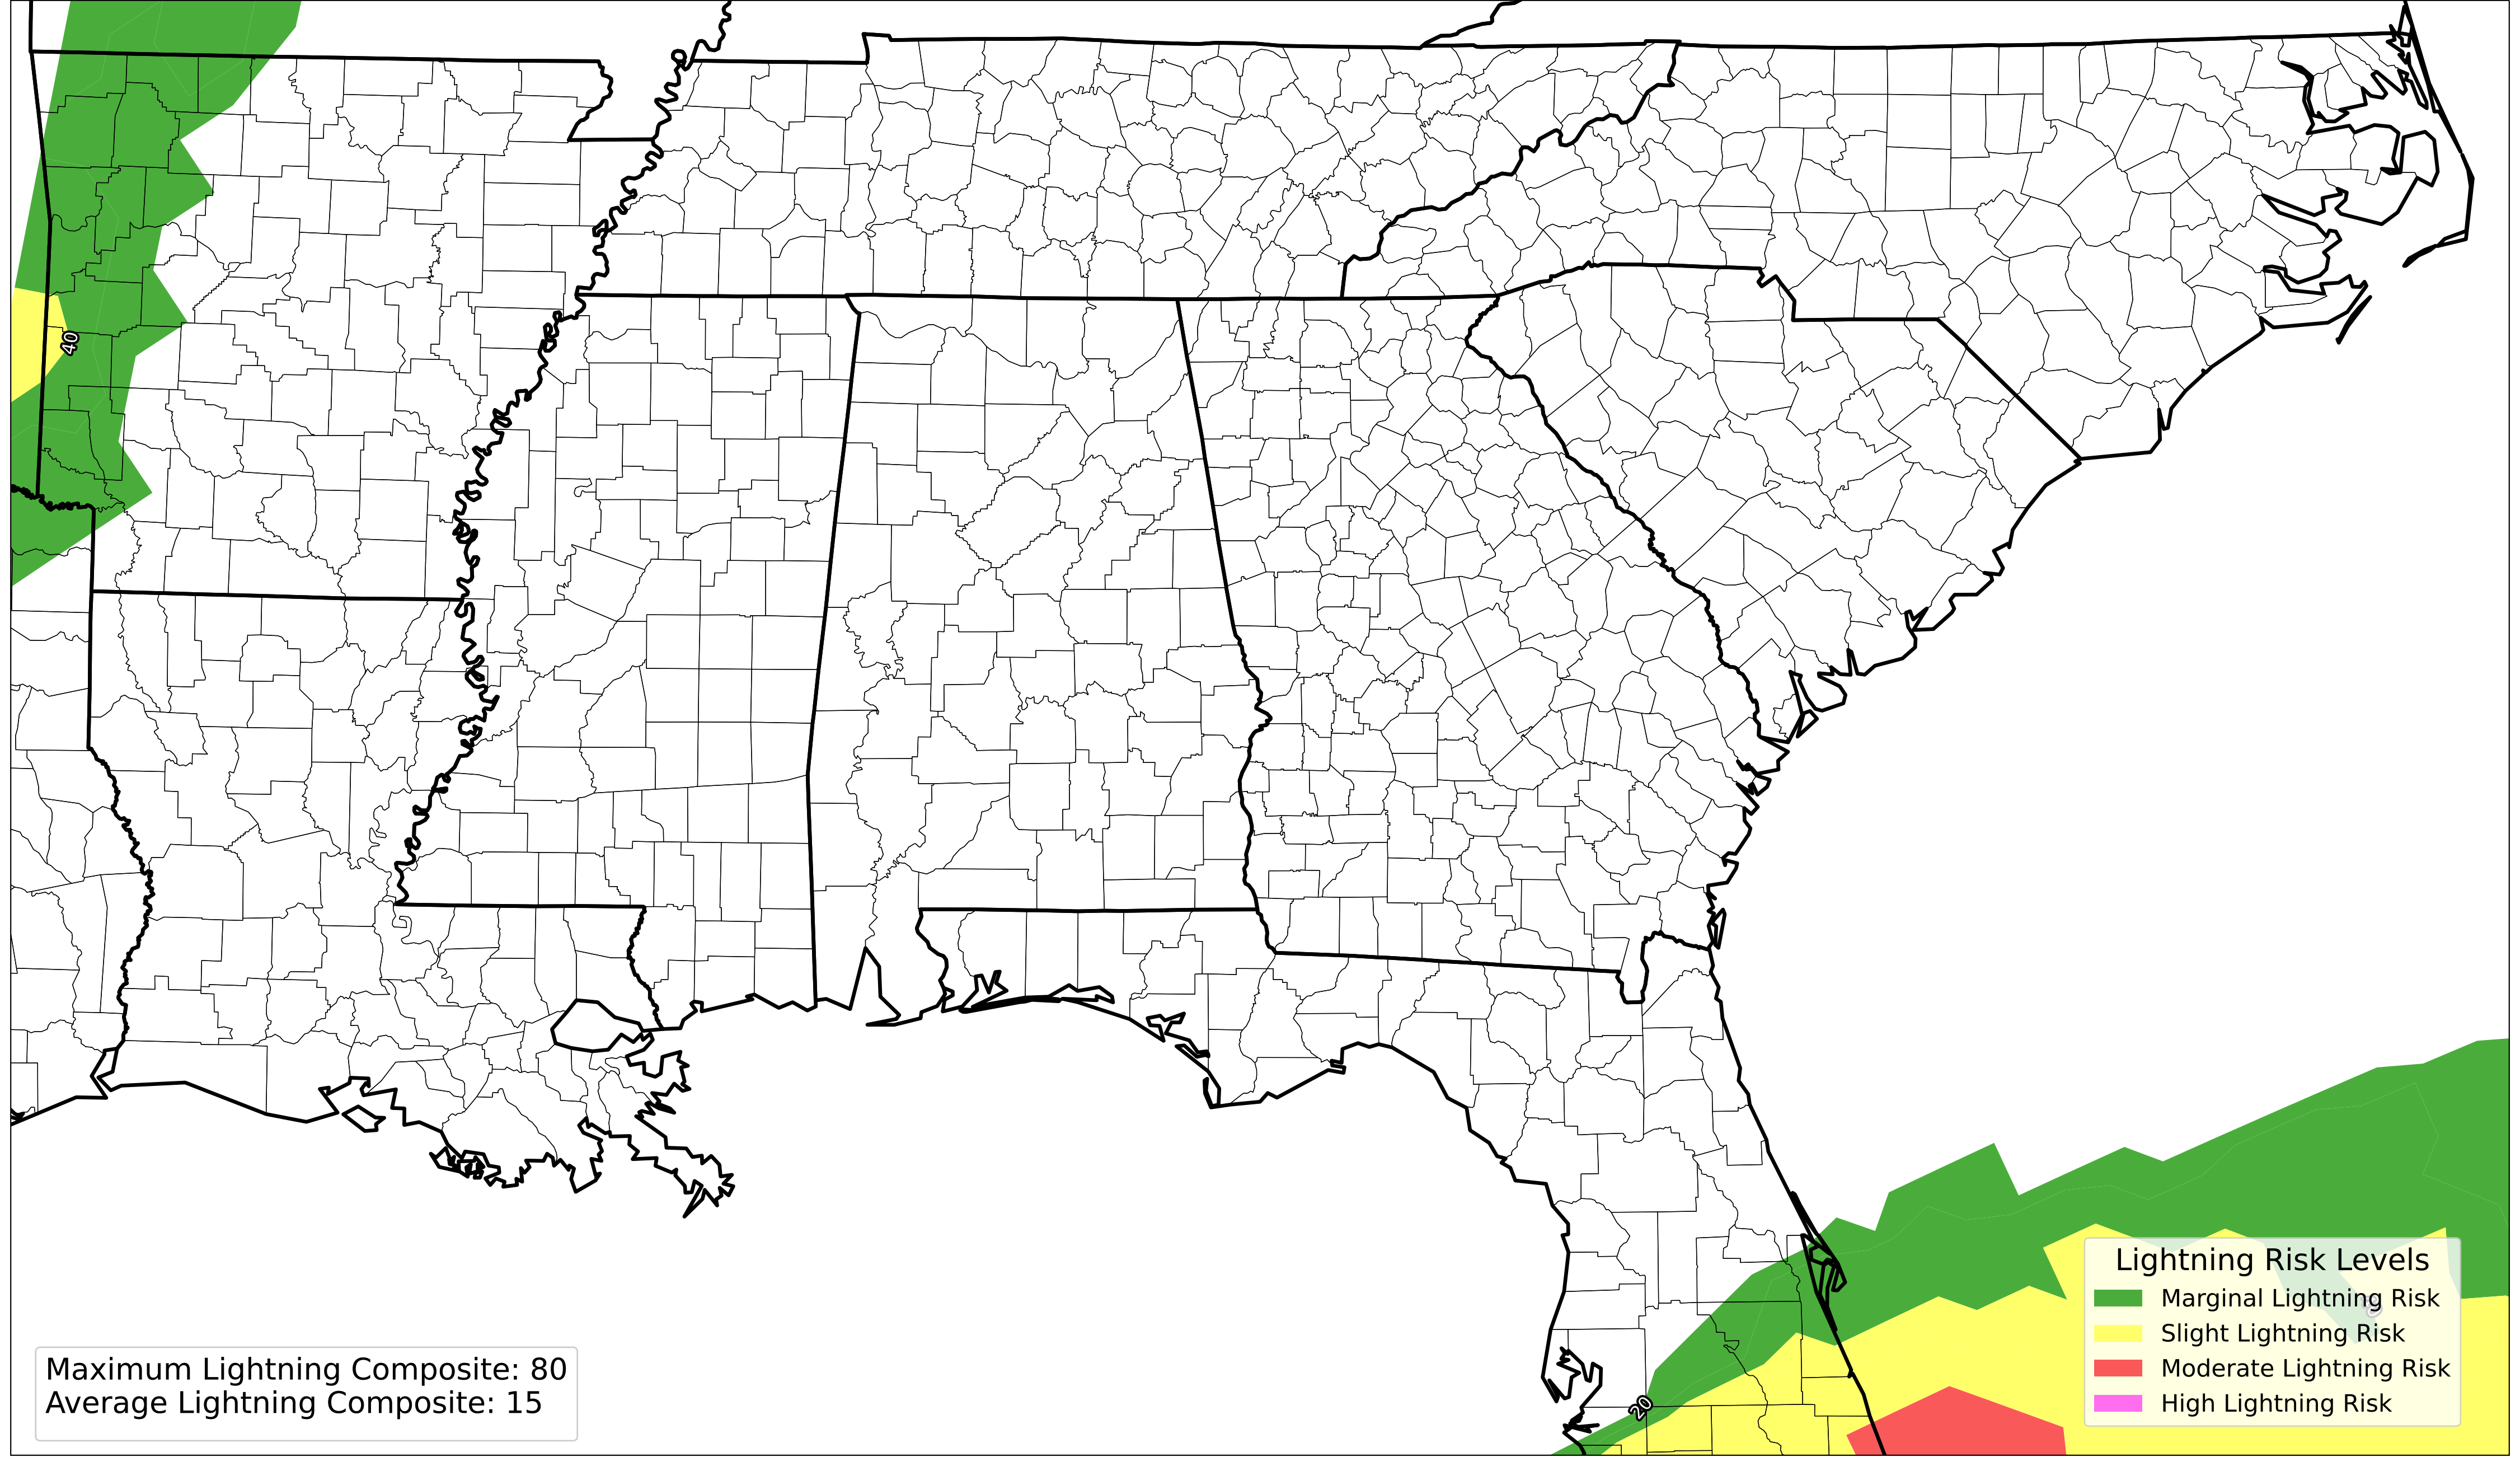 40
Lightning Risk Levels
Marginal Lightning Risk
Slight Lightning Risk
Moderate Lightning Risk
High Lightning Risk
Maximum Lightning Composite: 80
Average Lightning Composite: 15
20